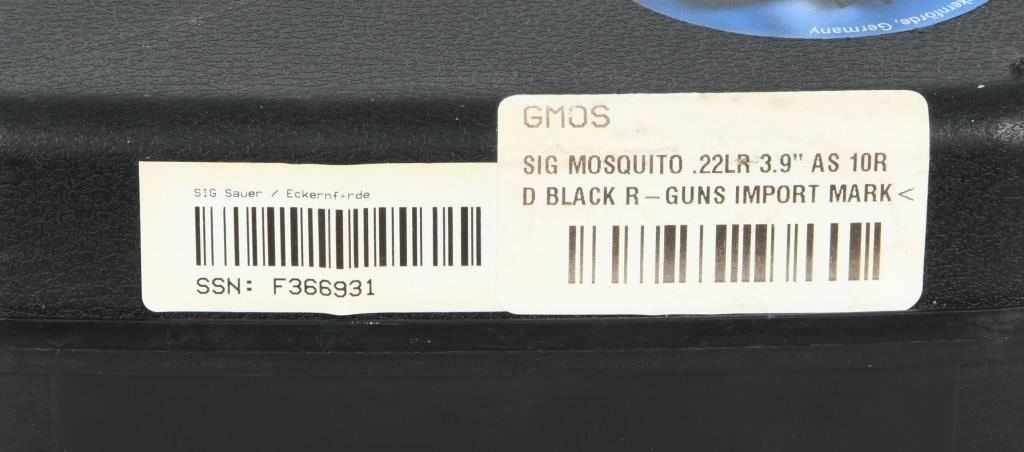 ckernförde, Germany
GMOS
SIG MOSQUITO .22LR 3.9" AS 10R
D BLACK R-GUNS IMPORT MARK <
SIG Sauer / Eckernf÷rde
SSN: F366931